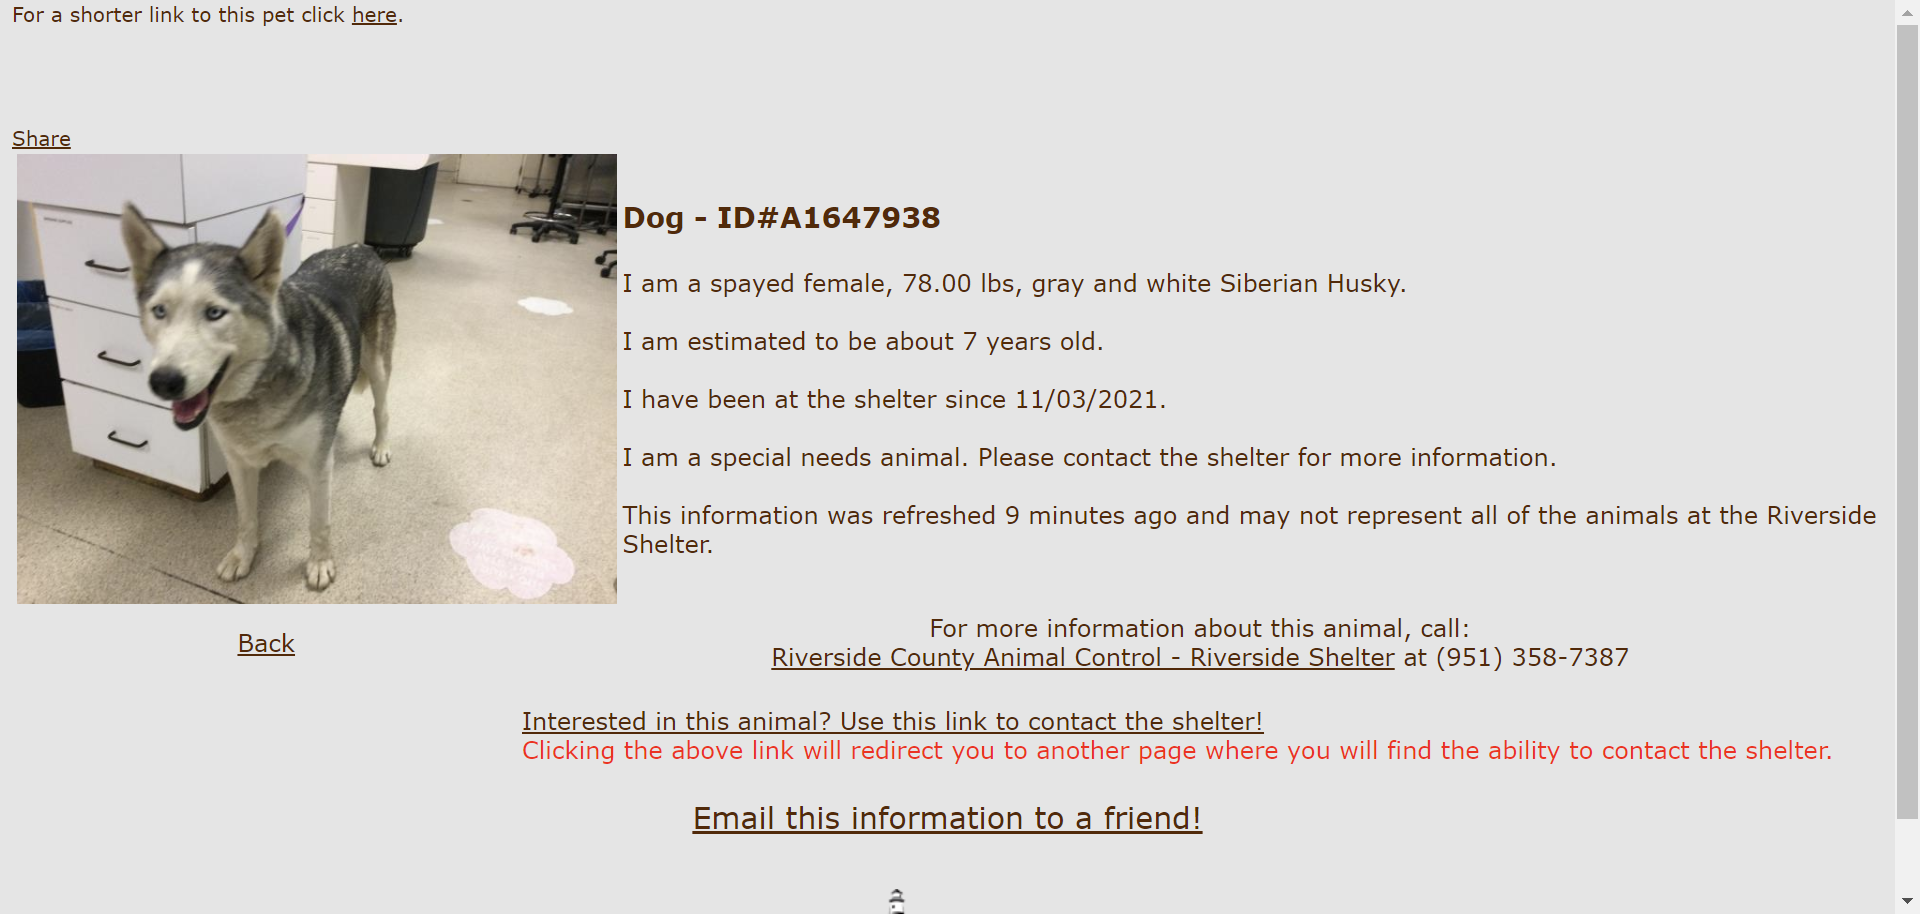 For a shorter link to this pet click here.
Share
Dog - ID#A1647938
I am a spayed female, 78.00 lbs, gray and white Siberian Husky.
I am estimated to be about 7 years old.
I have been at the shelter since 11/03/2021.
I am a special needs animal. Please contact the shelter for more information.
This information was refreshed 9 minutes ago and may not represent all of the animals at the Riverside
Shelter.
Back
For more information about this animal, call:
Riverside County Animal Control - Riverside Shelter at (951) 358-7387
Interested in this animal? Use this link to contact the shelter!
Clicking the above link will redirect you to another page where you will find the ability to contact the shelter.
Email this information to a friend!